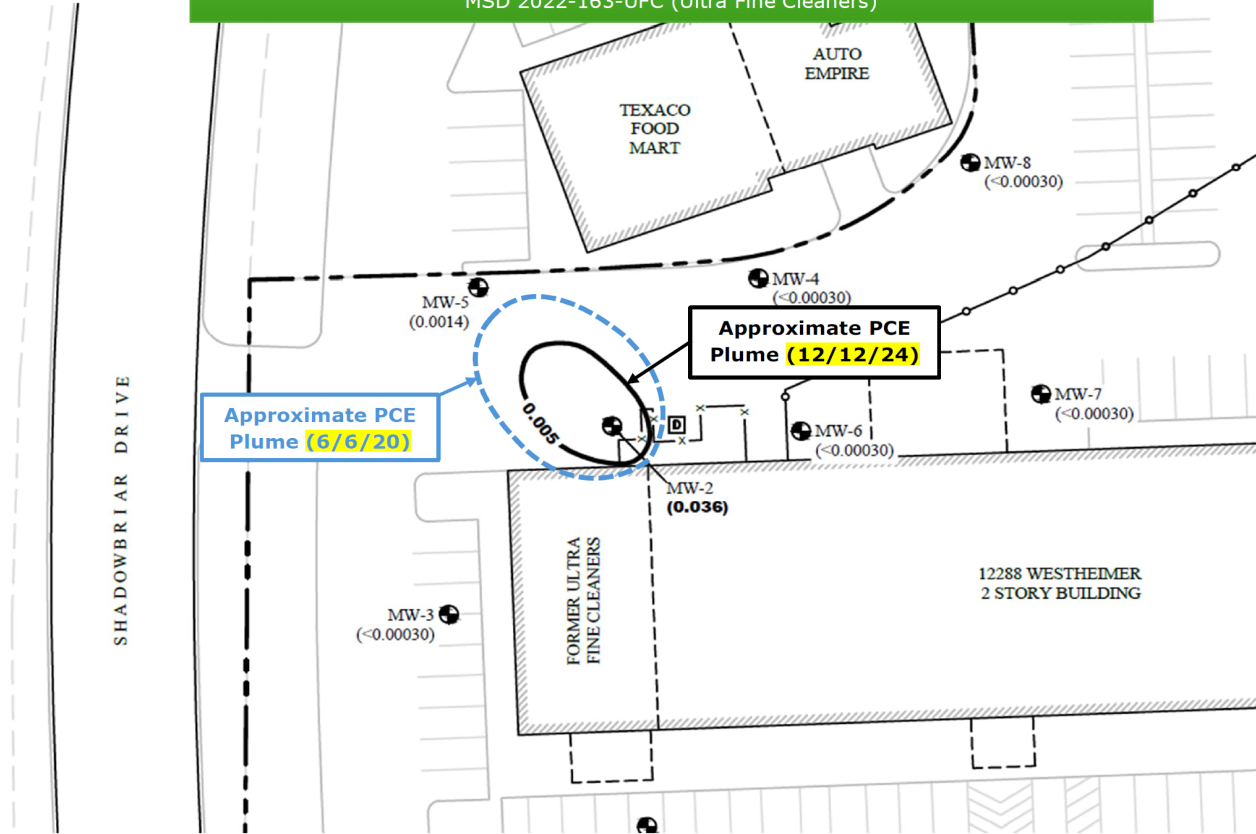 MSD 2022-163-UFC (Ultra Fine Cleaners)
AUTO
EMPIRE
TEXACO
FOOD
MART
MW-8
(<0.00030)
MW-4
(<0.00030)
MW-5
(0.0014)
Approximate PCE
Plume (12/12/24)
Approximate PCE
Plume (6/6/20)
0.005
D
MW-7
(<0.00030)
MW-6
(<0.00030)
MW-2
(0.036)
SHADOWBRIAR DRIVE
FORMER ULTRA
FINE CLEANERS
12288 WESTHEIMER
2 STORY BUILDING
MW-3
(<0.00030)